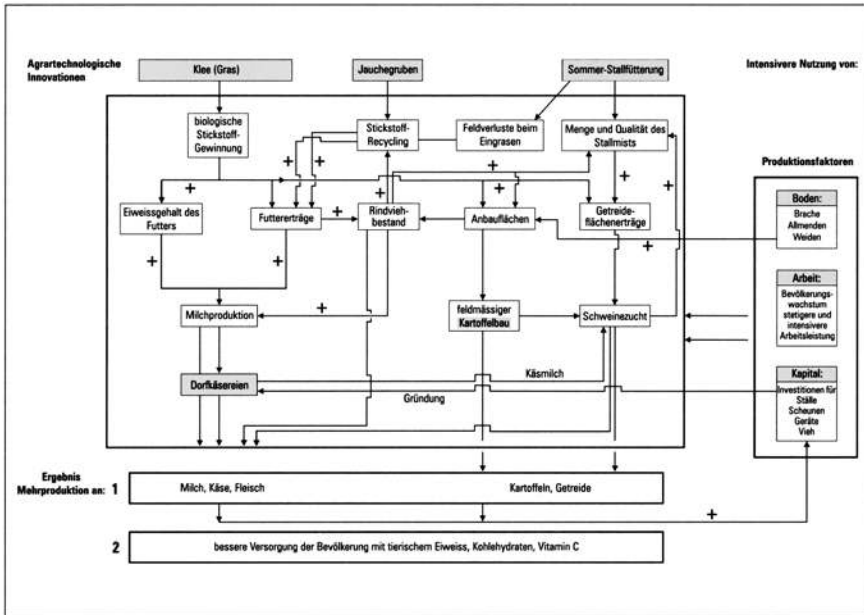 Agrartechnologische
Innovationen
Klee (Gras)
Jauchegruben
Sommer-Stallfütterung
Intensivere Nutzung von:
biologische
Stickstoff-
Gewinnung
Stickstoff-
Recycling
Feldverluste beim
Eingrasen
Menge und Qualität des
Stallmists
+
+
+
+
+
+
+
+
+
Produktionsfaktoren
Eiweissgehalt des
Futters
Futtererträge
+
Rindvieh-
bestand
Anbauflächen
Getreide-
flächenerträge
+
Boden:
Brache
Allmenden
Weiden
+
+
Milchproduktion
+
feldmässiger
Kartoffelbau
Schweinezucht
Arbeit:
Bevölkerungs-
wachstum
stetigere und
intensivere
Arbeitsleistung
Dorfkäsereien
Käsmilch
Gründung
Kapital:
Investitionen für
Ställe
Scheunen
Geräte
Vieh
Ergebnis
Mehrproduktion an: 1
Milch, Käse, Fleisch
Kartoffeln, Getreide
+
2
bessere Versorgung der Bevölkerung mit tierischem Eiweiss, Kohlehydraten, Vitamin C